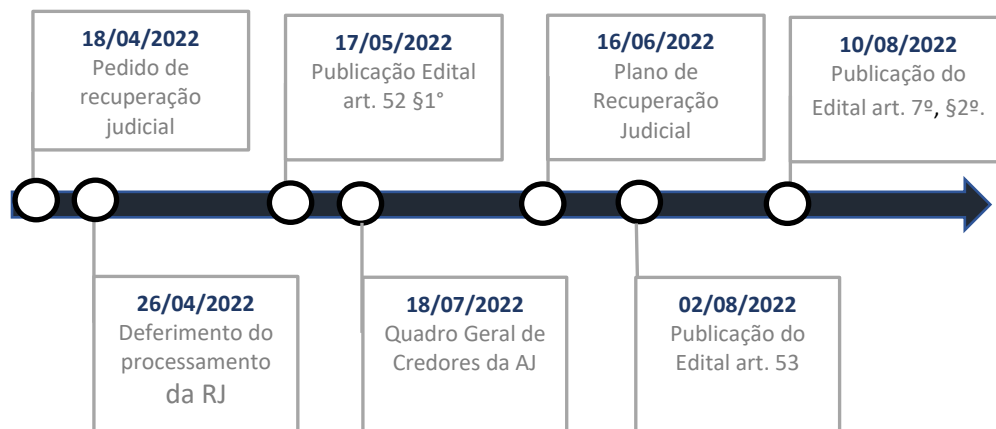 18/04/2022
Pedido de
recuperação
judicial
17/05/2022
Publicação Edital
art. 52 §1°
16/06/2022
Plano de
Recuperação
Judicial
10/08/2022
Publicação do
Edital art. 7º, §2º.
26/04/2022
Deferimento do
processamento
da RJ
18/07/2022
Quadro Geral de
Credores da AJ
02/08/2022
Publicação do
Edital art. 53